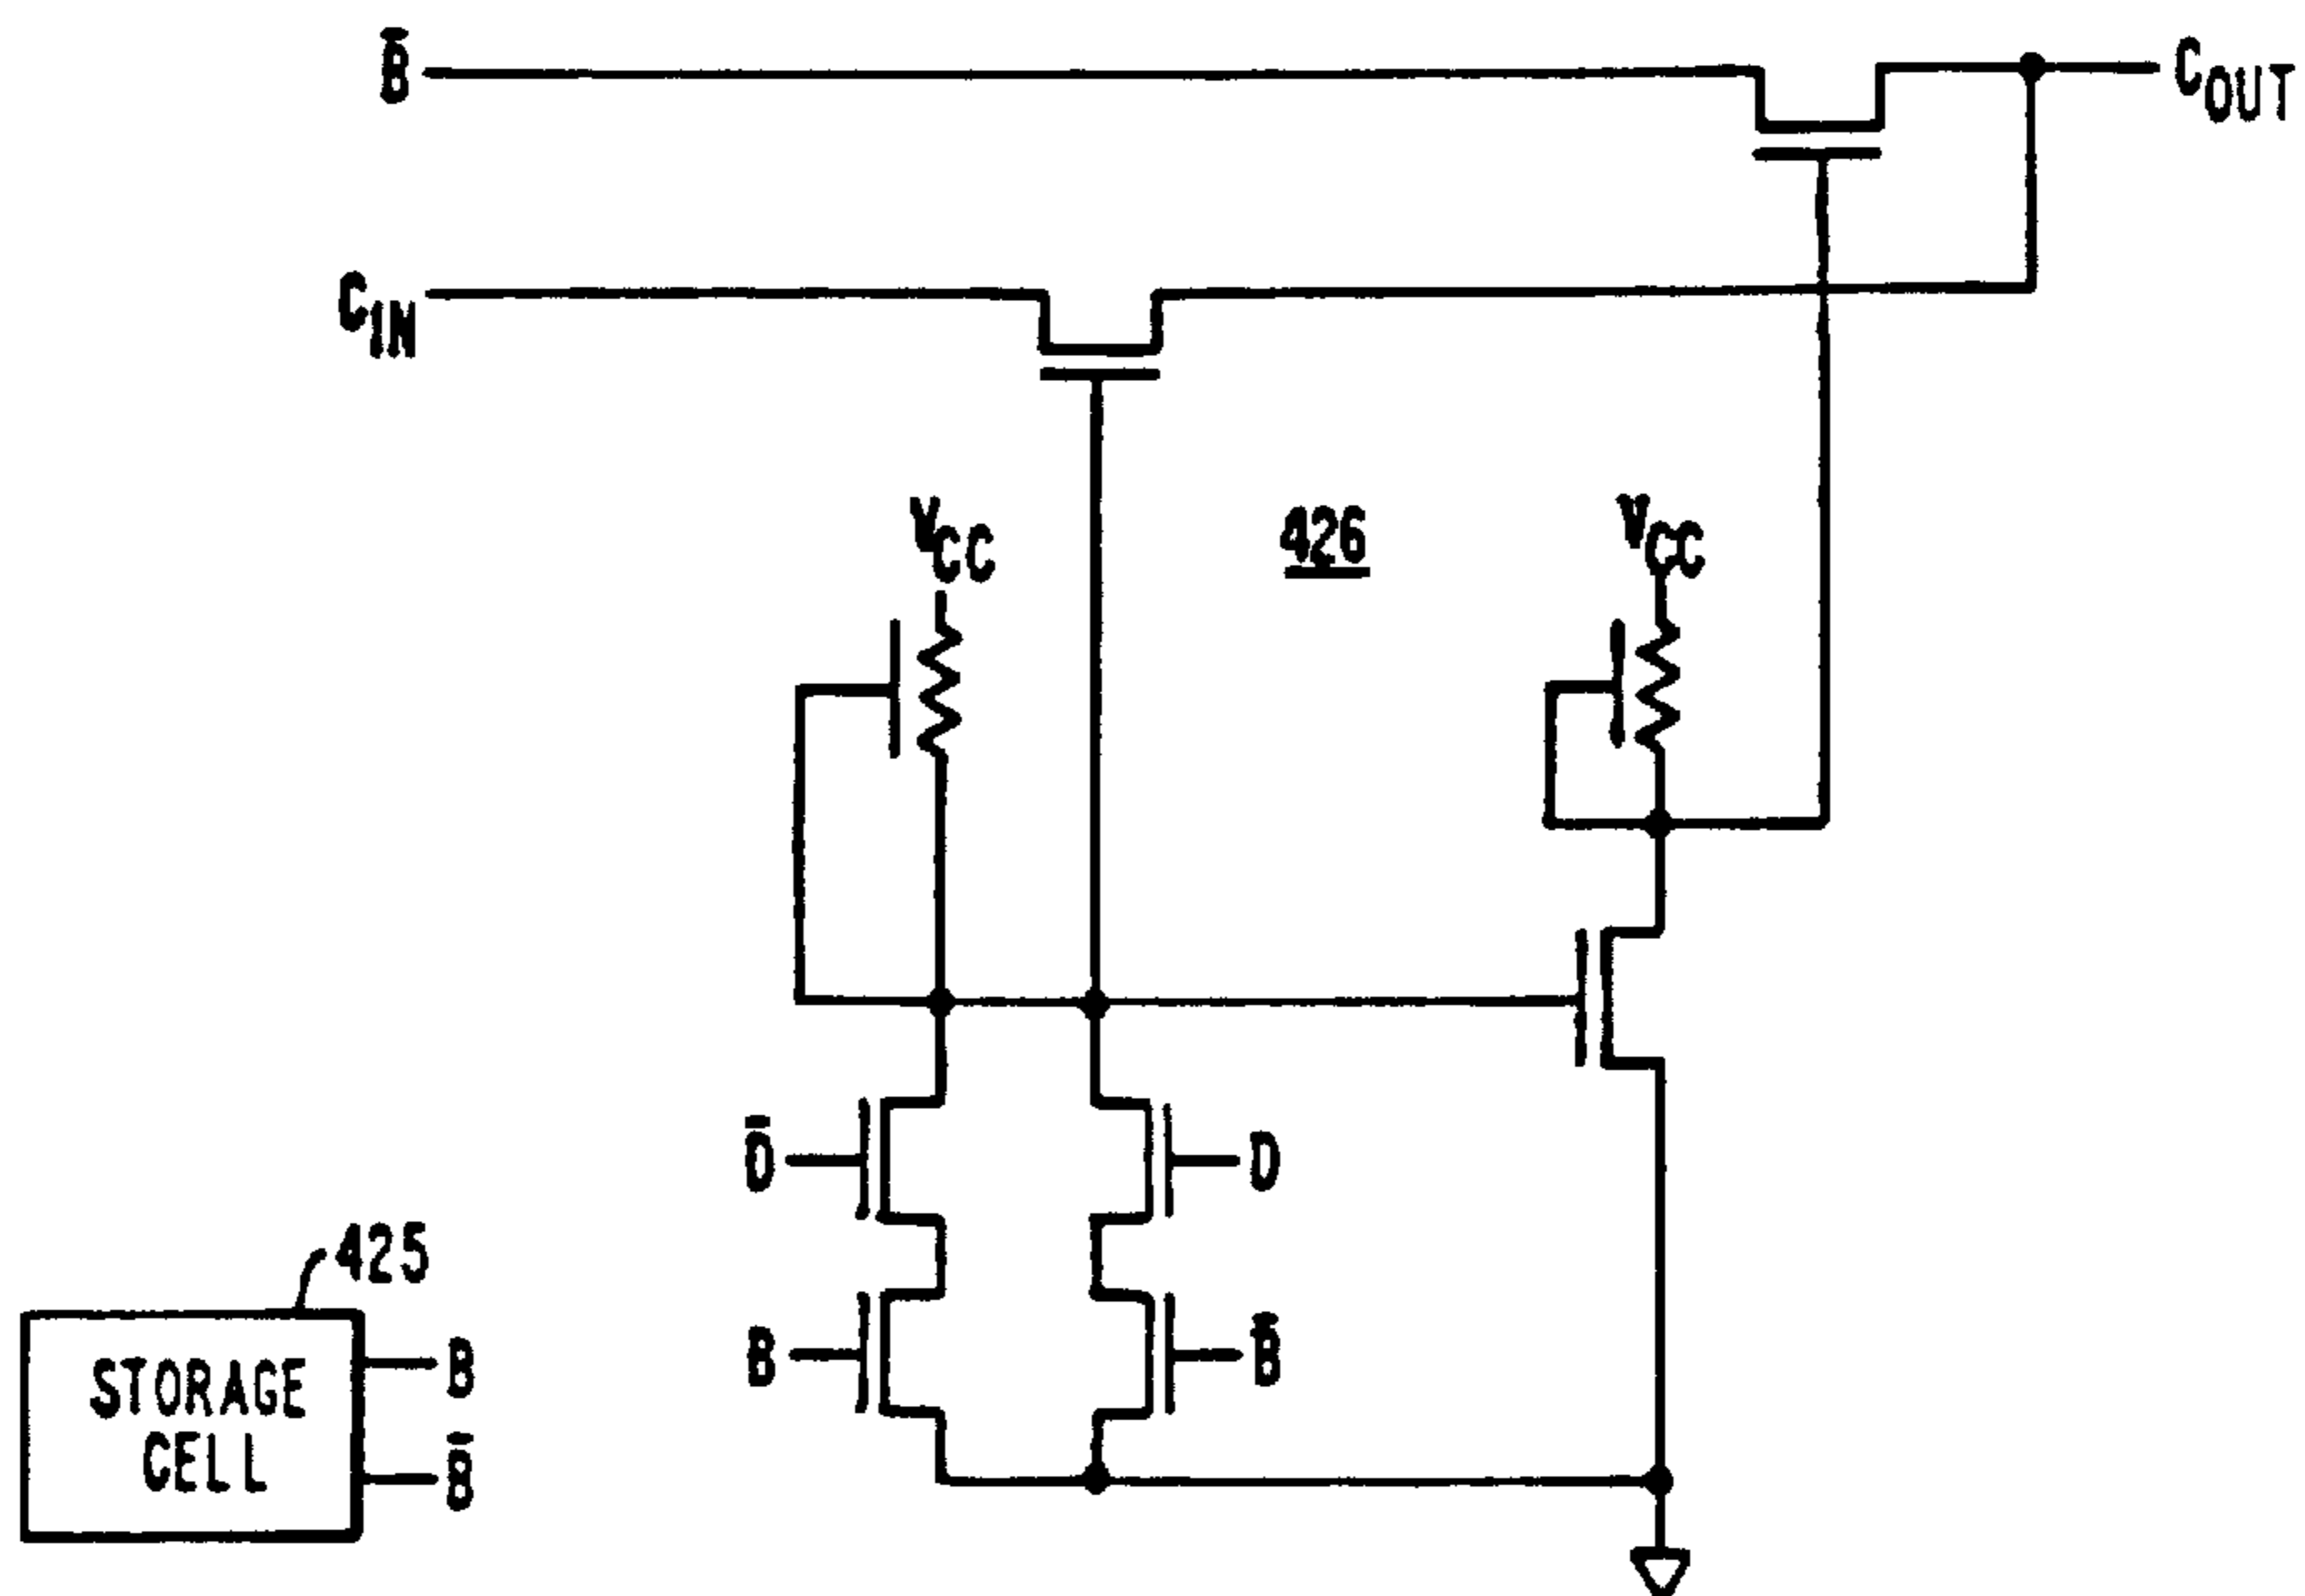 B̄
C_OUT
C_IN
V_CC
426
V_CC
D̄
D
425
B
B̄
STORAGE
CELL
B
B̄